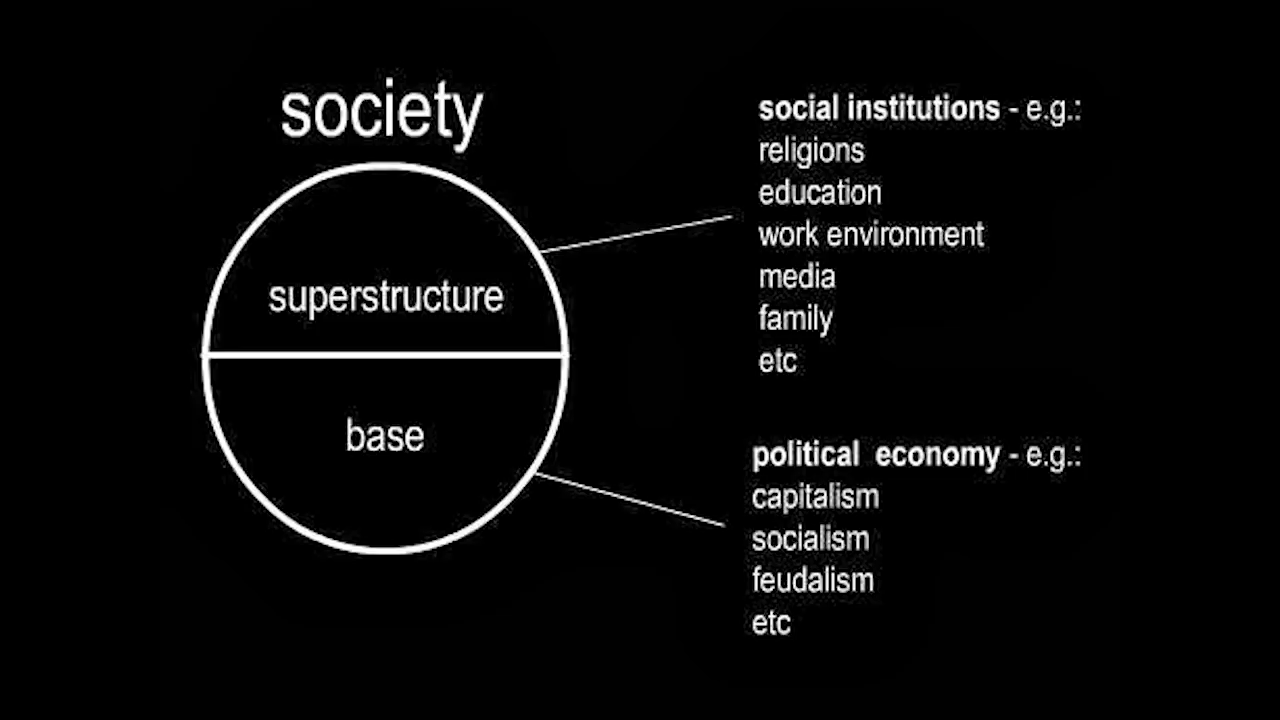 society
superstructure
base
social institutions - e.g.:
religions
education
work environment
media
family
etc
political economy - e.g.:
capitalism
socialism
feudalism
etc